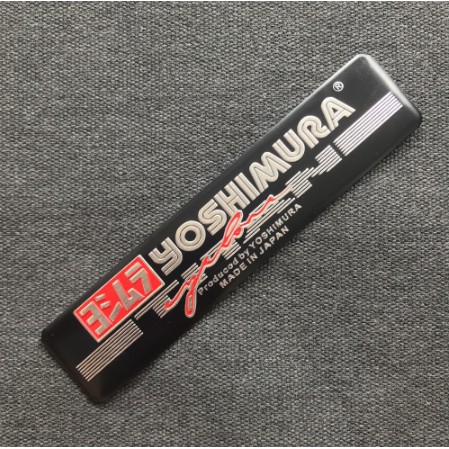 ヨシムラ YOSHIMURA®
Produced by YOSHIMURA
MADE IN JAPAN